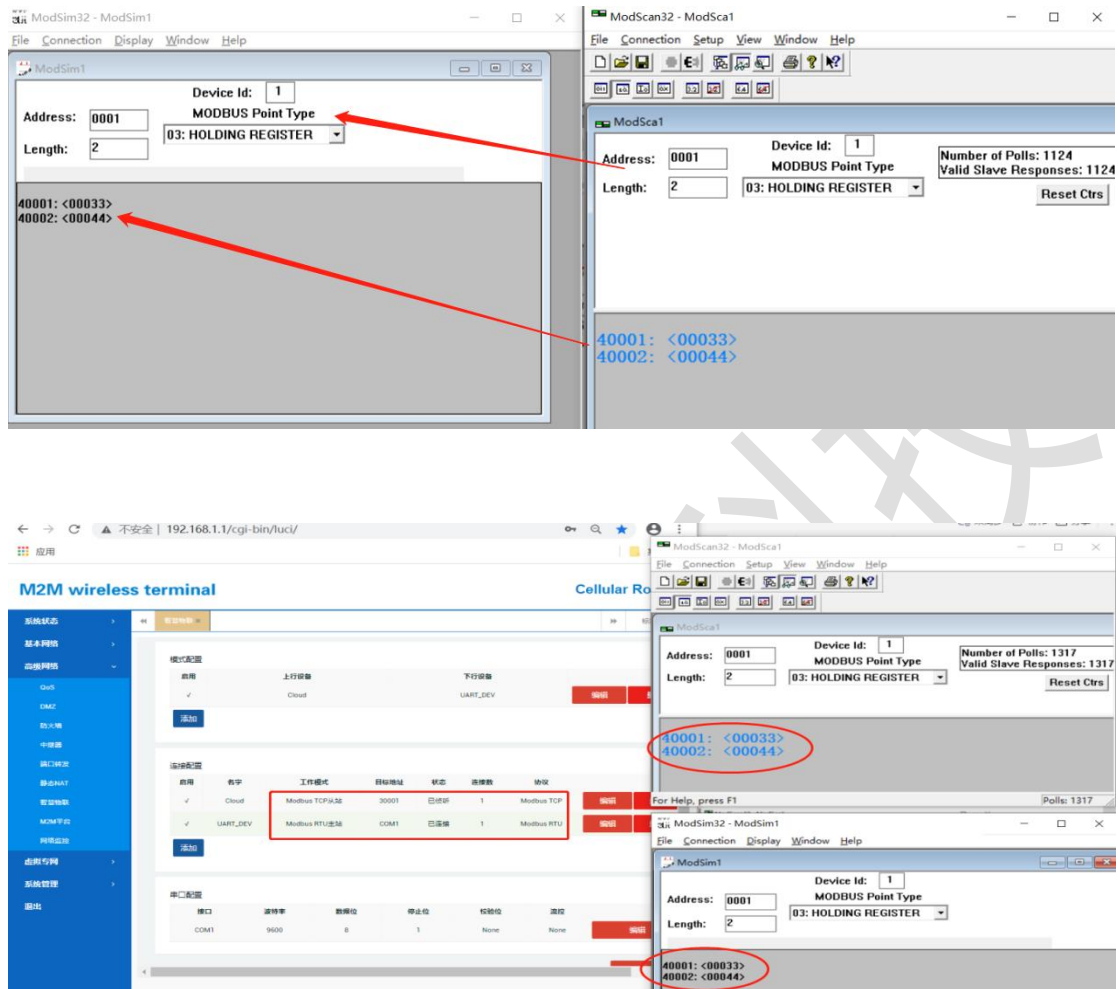 ModSim32 - ModSim1
File Connection Display Window Help
ModSim1
Device Id: 1
Address: 0001
MODBUS Point Type
03: HOLDING REGISTER
Length: 2
40001: <00033>
40002: <00044>
ModScan32 - ModSca1
File Connection Setup View Window Help
ModSca1
Device Id: 1
Address: 0001
MODBUS Point Type
Length: 2
03: HOLDING REGISTER
Number of Polls: 1124
Valid Slave Responses: 1124
Reset Ctrs
40001: <00033>
40002: <00044>
不安全 | 192.168.1.1/cgi-bin/luci/
应用
M2M wireless terminal
Cellular Ro
系统状态
基本网络
高级网络
QoS
DMZ
防火墙
中继器
端口转发
静态NAT
M2M平台
网络监控
虚拟专网
系统管理
退出
模式配置
启用 上行设备 下行设备
Cloud UART_DEV 编辑
添加
连接配置
启用 名字 工作模式 目标地址 状态 连接数 协议
Cloud Modbus TCP从站 30001 已侦听 1 Modbus TCP 编辑
UART_DEV Modbus RTU主站 COM1 已连接 1 Modbus RTU 编辑
添加
串口配置
接口 波特率 数据位 停止位 校验位 流控
COM1 9600 8 1 None None 编辑
ModScan32 - ModSca1
File Connection Setup View Window Help
ModSca1
Device Id: 1
Address: 0001
MODBUS Point Type
Length: 2
03: HOLDING REGISTER
Number of Polls: 1317
Valid Slave Responses: 1317
Reset Ctrs
40001: <00033>
40002: <00044>
For Help, press F1
Polls: 1317
ModSim32 - ModSim1
File Connection Display Window Help
ModSim1
Device Id: 1
Address: 0001
MODBUS Point Type
03: HOLDING REGISTER
Length: 2
40001: <00033>
40002: <00044>